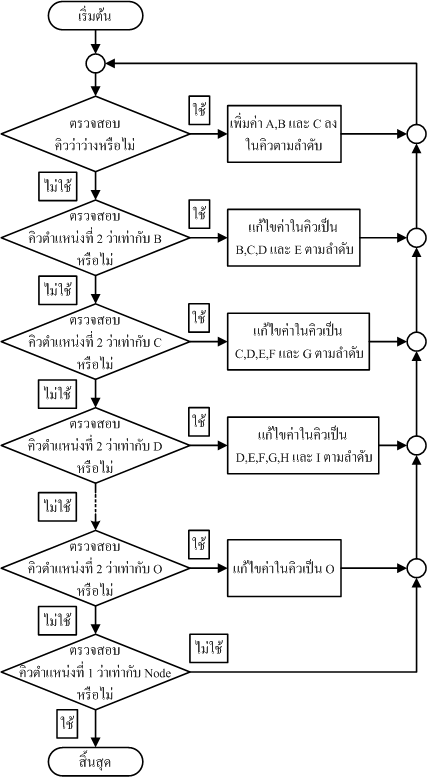 เริ่มต้น
ตรวจสอบ
คิวว่าว่างหรือไม่
ใช้
เพิ่มค่า A,B และ C ลง
ในคิวตามลำดับ
ไม่ใช้
ตรวจสอบ
คิวตำแหน่งที่ 2 ว่าเท่ากับ B
หรือไม่
ใช้
แก้ไขค่าในคิวเป็น
B,C,D และ E ตามลำดับ
ไม่ใช้
ตรวจสอบ
คิวตำแหน่งที่ 2 ว่าเท่ากับ C
หรือไม่
ใช้
แก้ไขค่าในคิวเป็น
C,D,E,F และ G ตามลำดับ
ไม่ใช้
ตรวจสอบ
คิวตำแหน่งที่ 2 ว่าเท่ากับ D
หรือไม่
ใช้
แก้ไขค่าในคิวเป็น
D,E,F,G,H และ I ตามลำดับ
ไม่ใช้
ตรวจสอบ
คิวตำแหน่งที่ 2 ว่าเท่ากับ O
หรือไม่
ใช้
แก้ไขค่าในคิวเป็น O
ไม่ใช้
ตรวจสอบ
คิวตำแหน่งที่ 1 ว่าเท่ากับ Node
หรือไม่
ไม่ใช้
ใช้
สิ้นสุด